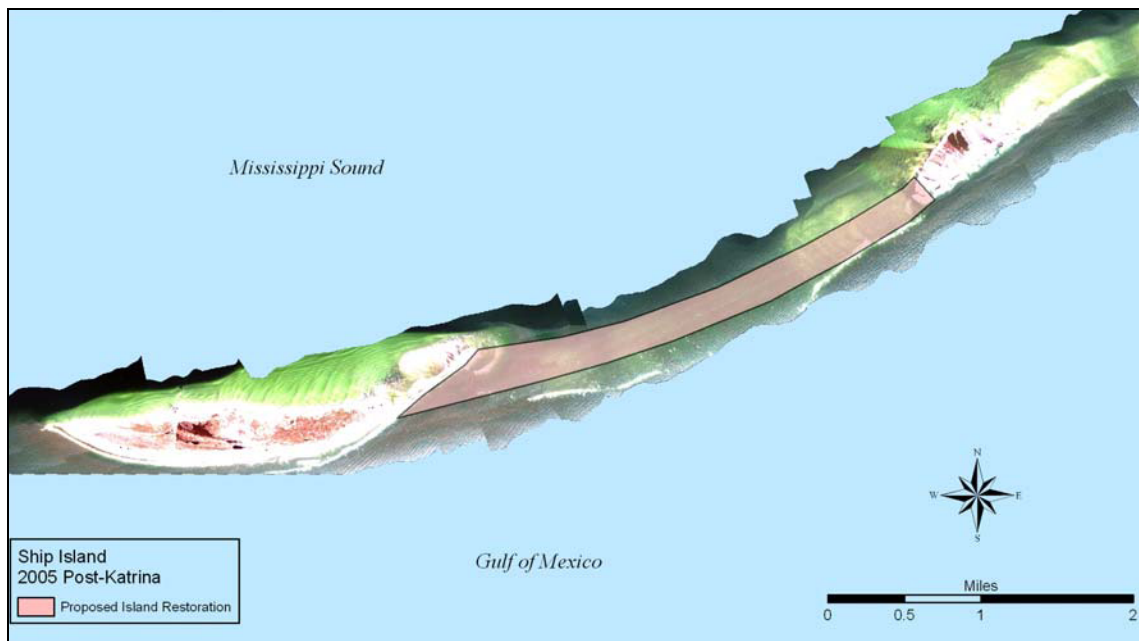 Mississippi Sound
Gulf of Mexico
N
W E
S
Ship Island
2005 Post-Katrina
Proposed Island Restoration
Miles
0 0.5 1 2